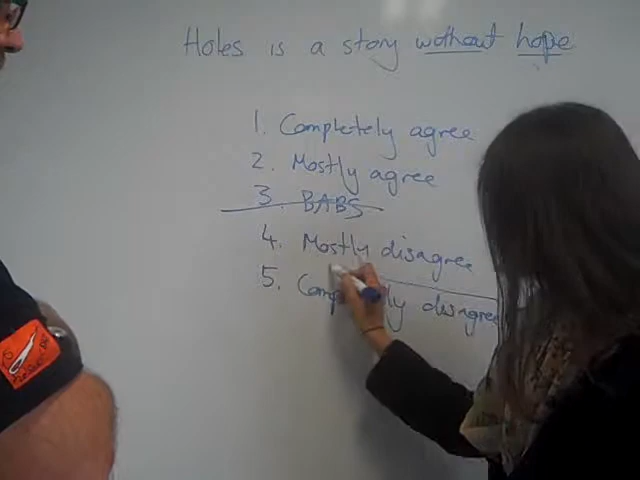 Holes is a story without hope
1. Completely agree
2. Mostly agree
3. BABS
4. Mostly disagree
5. Completely disagree